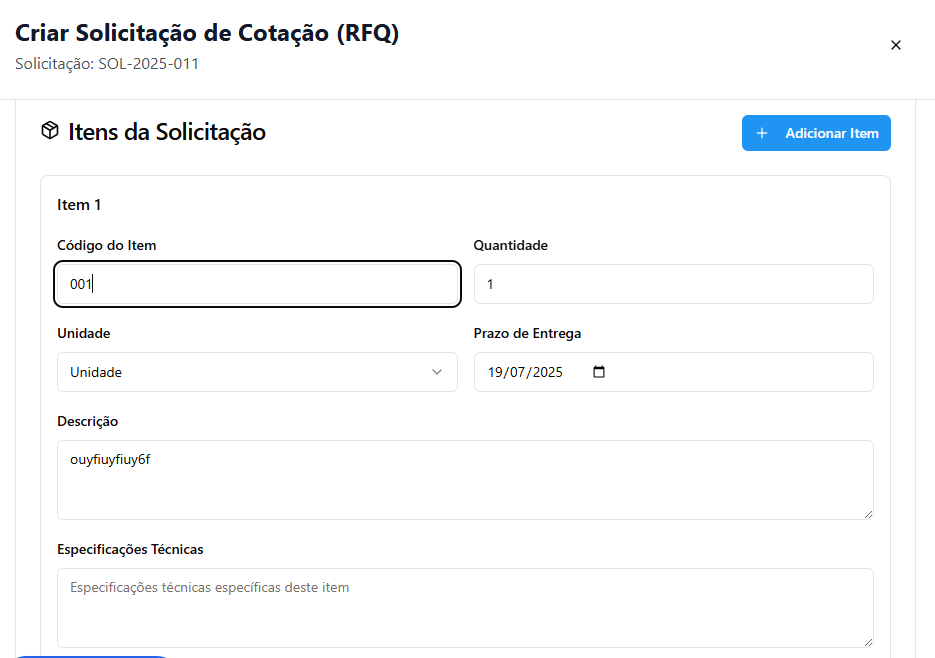 Criar Solicitação de Cotação (RFQ)
Solicitação: SOL-2025-011
Itens da Solicitação
Adicionar Item
Item 1
Código do Item
Quantidade
001
1
Unidade
Prazo de Entrega
Unidade
19/07/2025
Descrição
ouyfiuyfiuy6f
Especificações Técnicas
Especificações técnicas específicas deste item